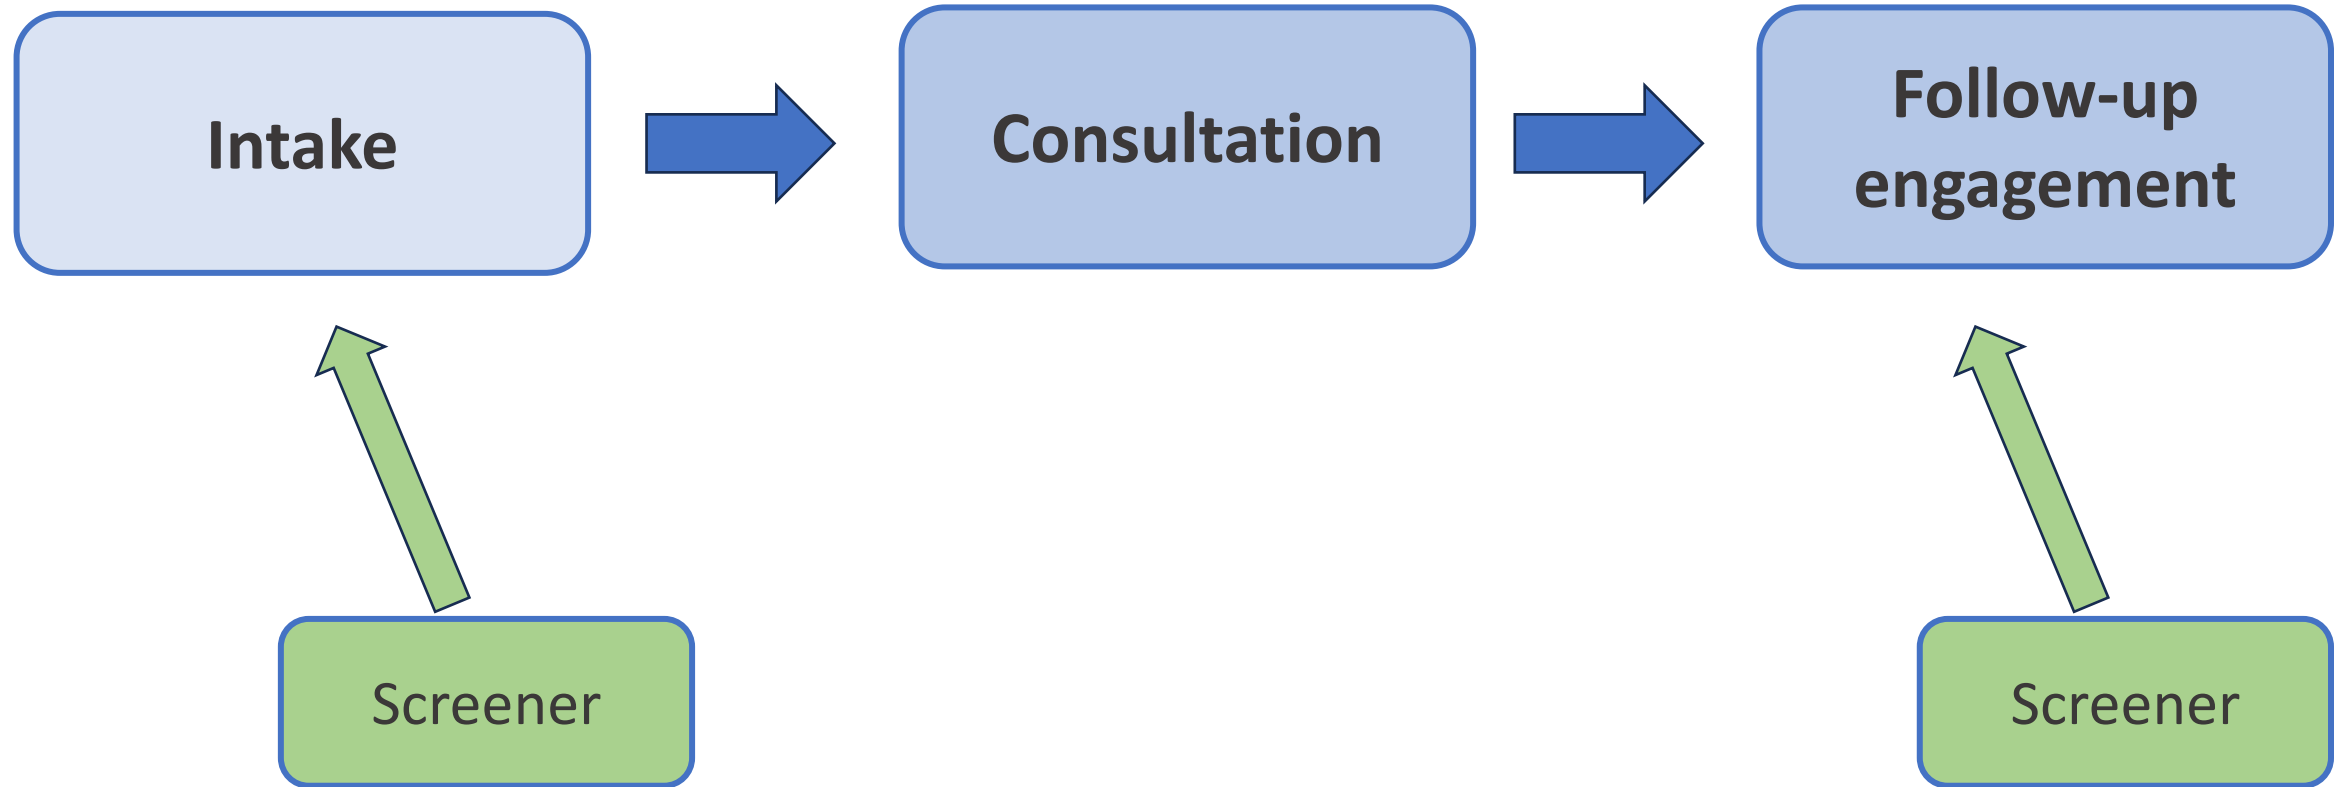 Intake
Consultation
Follow-up
engagement
Screener
Screener